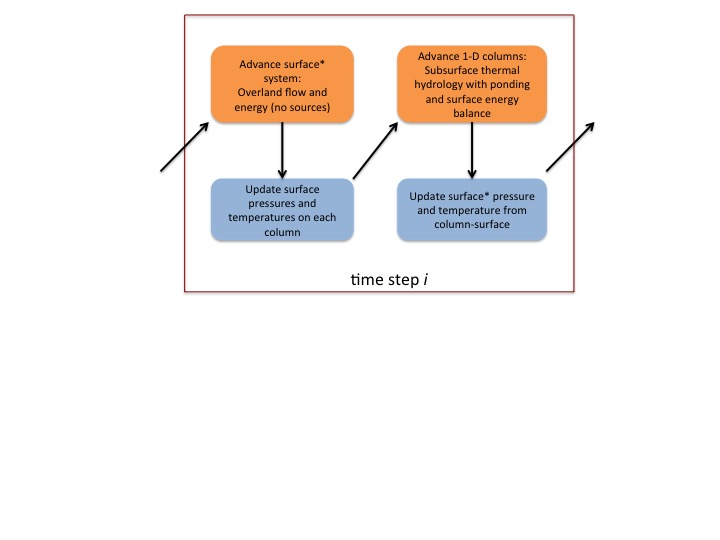 Advance surface*
system:
Overland flow and
energy (no sources)
Update surface
pressures and
temperatures on each
column
Advance 1-D columns:
Subsurface thermal
hydrology with ponding
and surface energy
balance
Update surface* pressure
and temperature from
column-surface
time step i